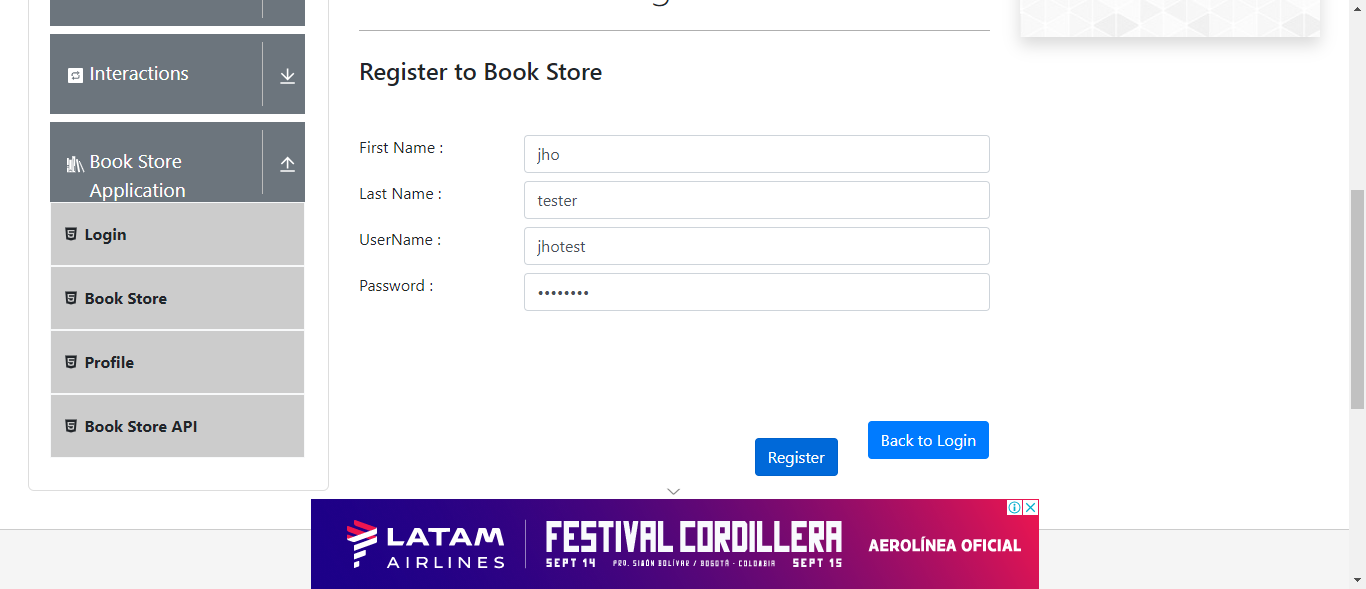 Interactions
Book Store
Application
Login
Book Store
Profile
Book Store API
Register to Book Store
First Name :
jho
Last Name :
tester
UserName :
jhotest
Password :
••••••••
Back to Login
Register
LATAM
AIRLINES
FESTIVAL CORDILLERA
SEPT 14 PRQ. SIMÓN BOLÍVAR / BOGOTÁ - COLOMBIA SEPT 15
AEROLÍNEA OFICIAL